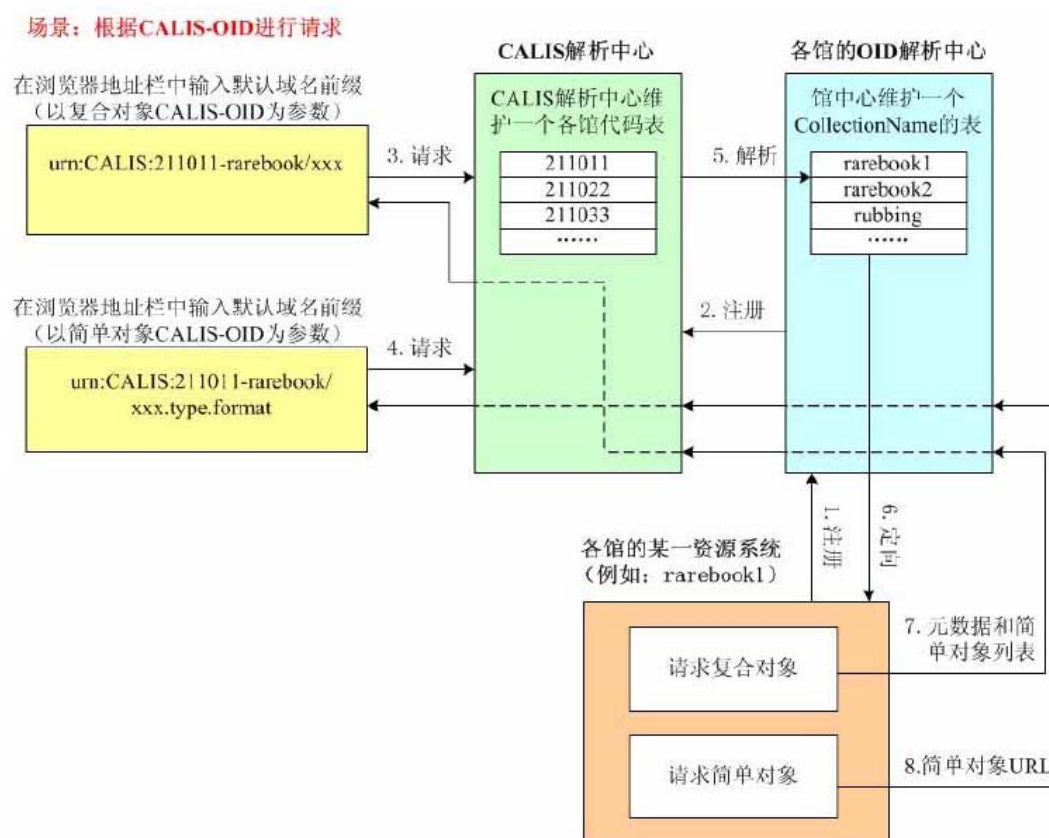 场景：根据CALIS-OID进行请求
CALIS解析中心
各馆的OID解析中心
在浏览器地址栏中输入默认域名前缀
（以复合对象CALIS-OID为参数）
urn:CALIS:211011-rarebook/xxx
3. 请求
CALIS解析中心维
护一个各馆代码表
211011
211022
211033
……
5. 解析
馆中心维护一个
CollectionName的表
rarebook1
rarebook2
rubbing
……
在浏览器地址栏中输入默认域名前缀
（以简单对象CALIS-OID为参数）
urn:CALIS:211011-rarebook/
xxx.type.format
4. 请求
2. 注册
1. 注册
6. 定向
各馆的某一资源系统
（例如：rarebook1）
请求复合对象
7. 元数据和简
单对象列表
请求简单对象
8.简单对象URL